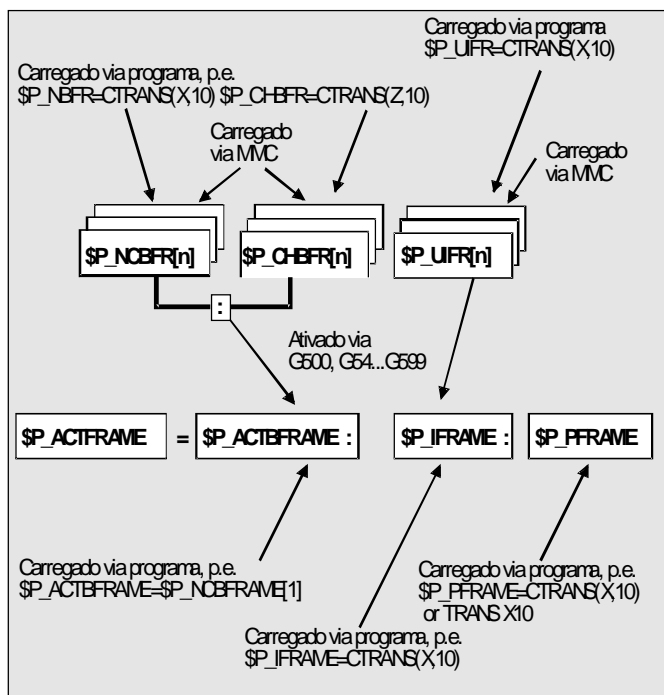 Carregado via programa
$P_UIFR=CTRANS(X,10)
Carregado via programa, p.e.
$P_NBFR=CTRANS(X,10) $P_CHBFR=CTRANS(Z,10)
Carregado
via MMC
Carregado
via MMC
$P_NCBFR[n]
$P_CHBFR[n]
$P_UIFR[n]
:
Ativado via
G500, G54...G599
$P_ACTFRAME = $P_ACTBFRAME : $P_IFRAME : $P_PFRAME
Carregado via programa, p.e.
$P_ACTBFRAME=$P_NCBFRAME[1]
Carregado via programa, p.e.
$P_PFRAME=CTRANS(X,10)
or TRANS X10
Carregado via programa, p.e.
$P_IFRAME=CTRANS(X,10)